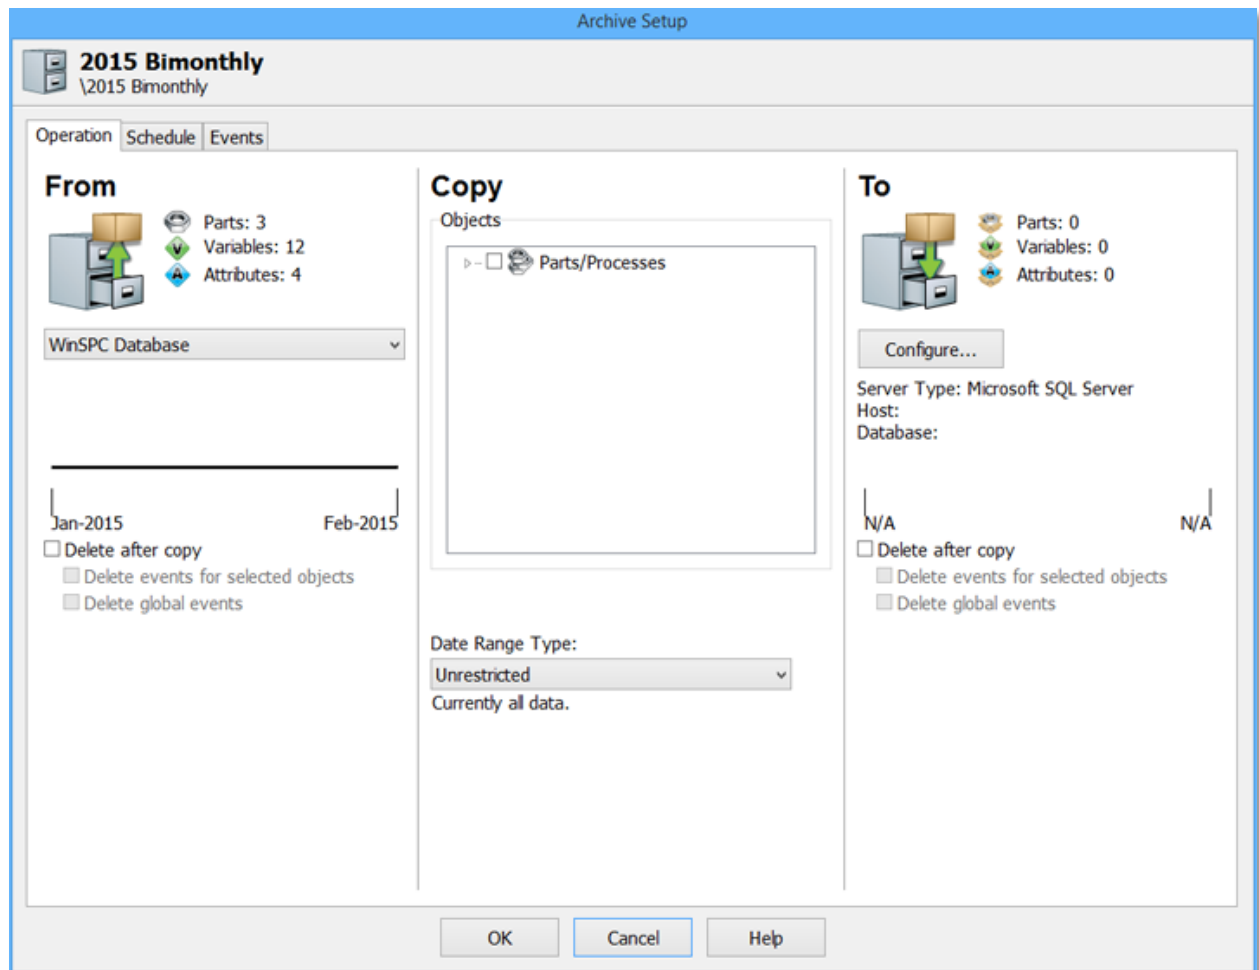 Archive Setup
2015 Bimonthly
\2015 Bimonthly
Operation Schedule Events
From
Parts: 3
Variables: 12
Attributes: 4
WinSPC Database
Jan-2015 Feb-2015
Delete after copy
Delete events for selected objects
Delete global events
Copy
Objects
Parts/Processes
Date Range Type:
Unrestricted
Currently all data.
To
Parts: 0
Variables: 0
Attributes: 0
Configure...
Server Type: Microsoft SQL Server
Host:
Database:
N/A N/A
Delete after copy
Delete events for selected objects
Delete global events
OK Cancel Help